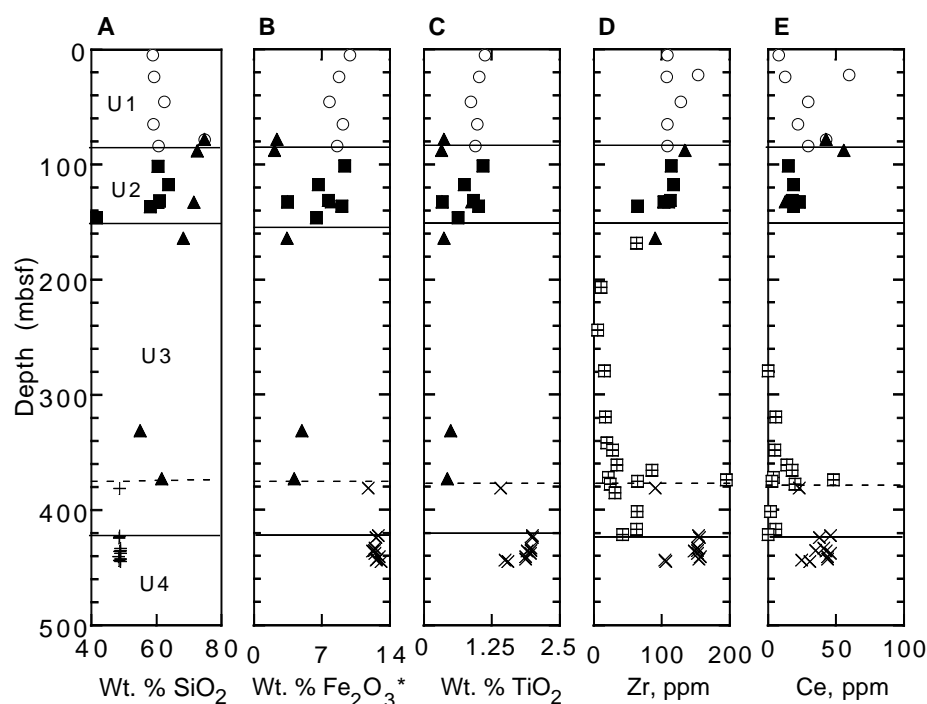 A B C D E
0
100
200
300
400
500
Depth (mbsf)
U1
U2
U3
U4
40 60 80 0 7 14 0 1.25 2.5 0 100 200 0 100
Wt. % SiO₂ Wt. % Fe₂O₃* Wt. % TiO₂ Zr, ppm Ce, ppm